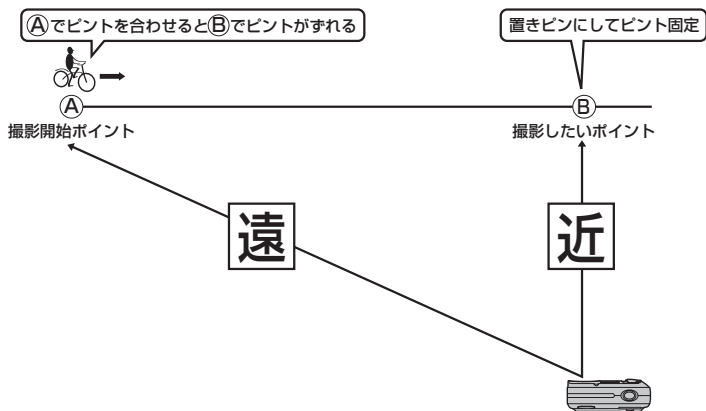 Ⓐでピントを合わせるとⒷでピントがずれる
置きピンにしてピント固定
Ⓐ
Ⓑ
撮影開始ポイント
撮影したいポイント
遠
近